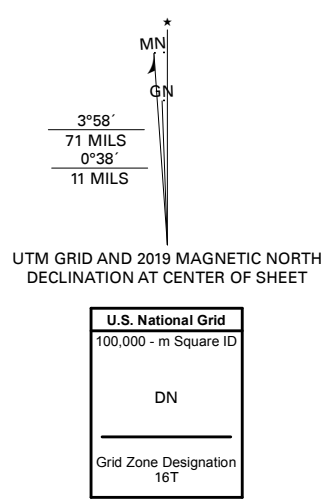 ★
MN
GN
3°58´
71 MILS
0°38´
11 MILS
UTM GRID AND 2019 MAGNETIC NORTH
DECLINATION AT CENTER OF SHEET
U.S. National Grid
100,000 - m Square ID
DN
Grid Zone Designation
16T